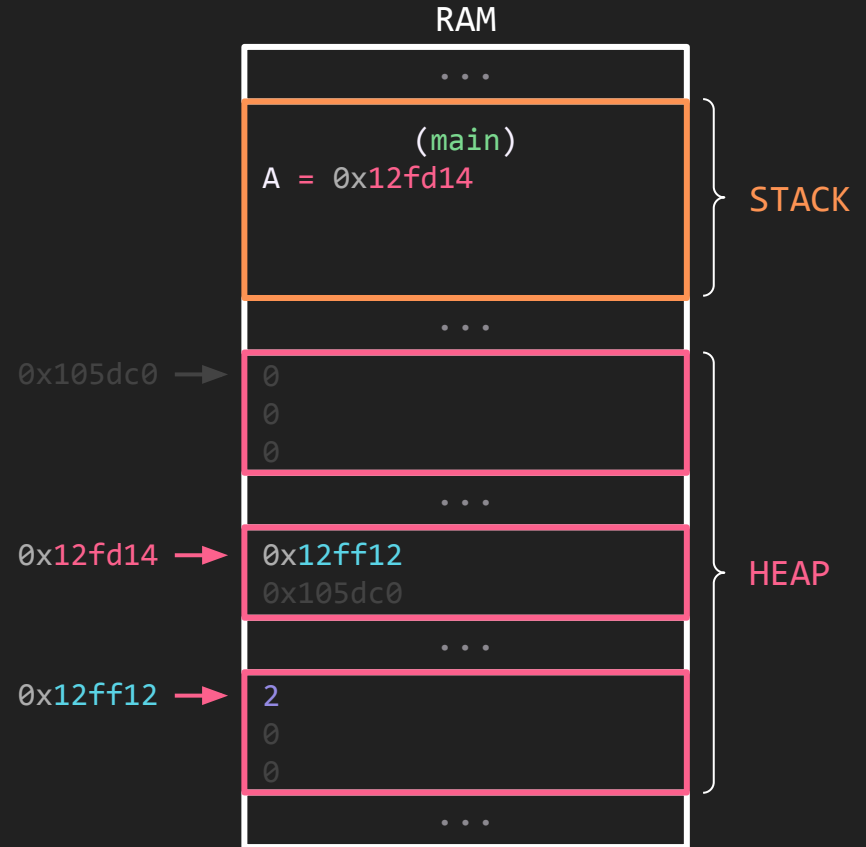 RAM
...
(main)
A = 0x12fd14
STACK
...
0x105dc0
0
0
0
...
0x12fd14
0x12ff12
0x105dc0
HEAP
...
0x12ff12
2
0
0
...